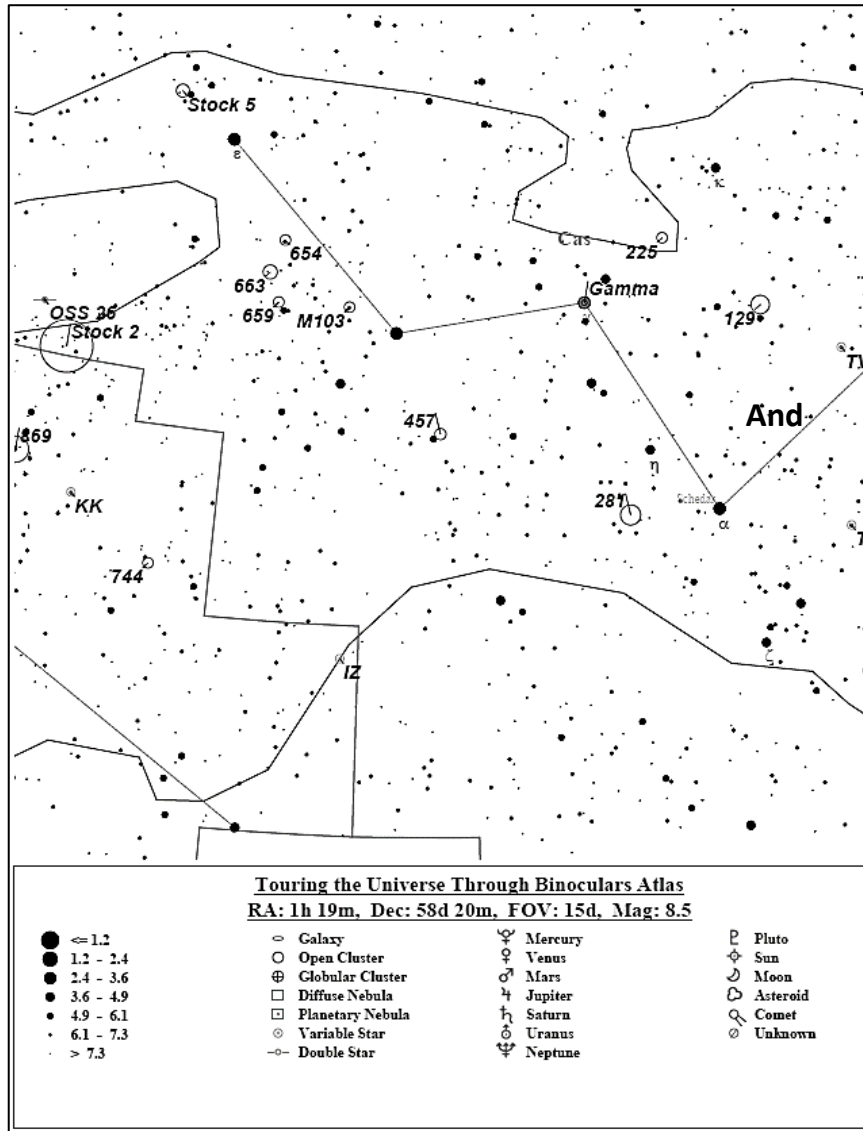 Stock 5
ε
κ
654
Cas
225
663
Gamma
OSS 26
659
M103
129
Stock 2
TV
And
457
869
η
281
Schedar
KK
α
T
744
ζ
IZ
Touring the Universe Through Binoculars Atlas
RA: 1h 19m, Dec: 58d 20m, FOV: 15d, Mag: 8.5
<= 1.2 Galaxy Mercury Pluto
1.2 - 2.4 Open Cluster Venus Sun
2.4 - 3.6 Globular Cluster Mars Moon
3.6 - 4.9 Diffuse Nebula Jupiter Asteroid
4.9 - 6.1 Planetary Nebula Saturn Comet
6.1 - 7.3 Variable Star Uranus Unknown
> 7.3 Double Star Neptune